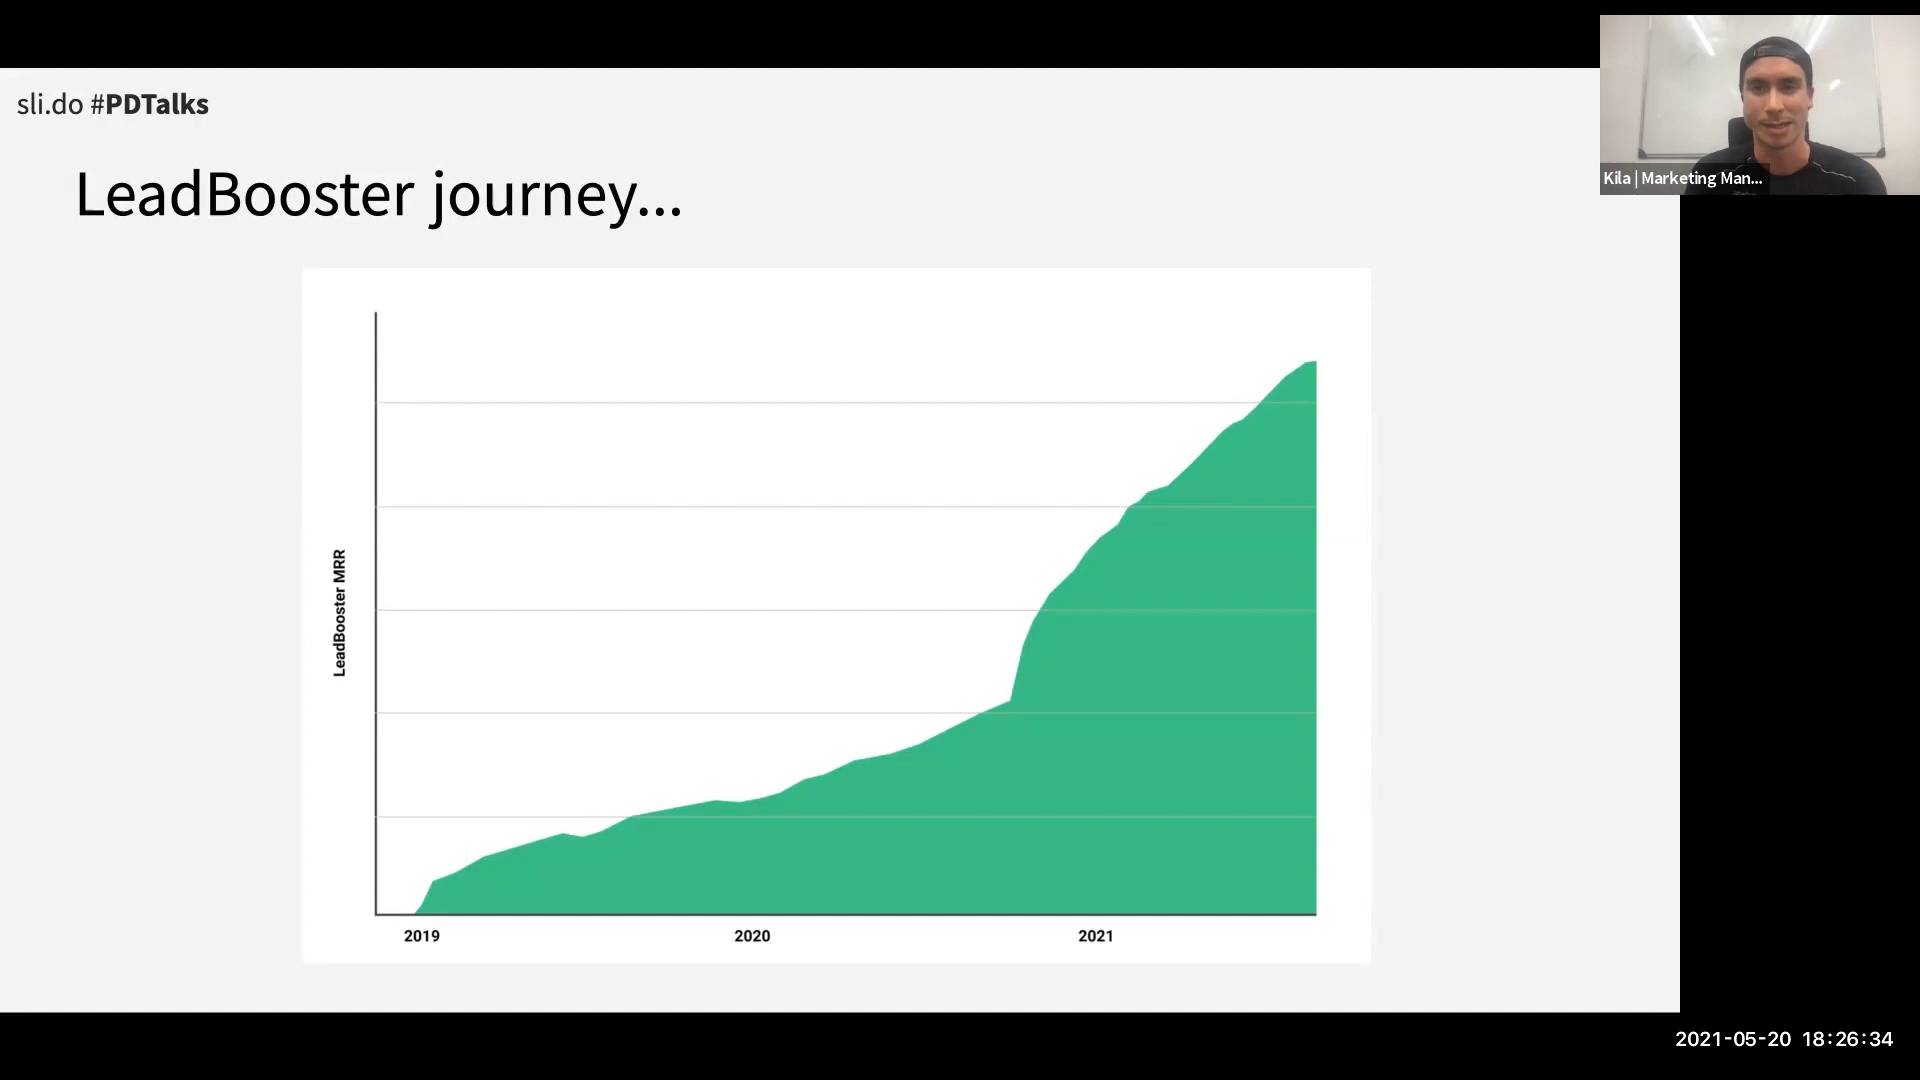 sli.do #PDTalks
LeadBooster journey...
Kila | Marketing Man...
LeadBooster MRR
2019
2020
2021
2021-05-20 18:26:34